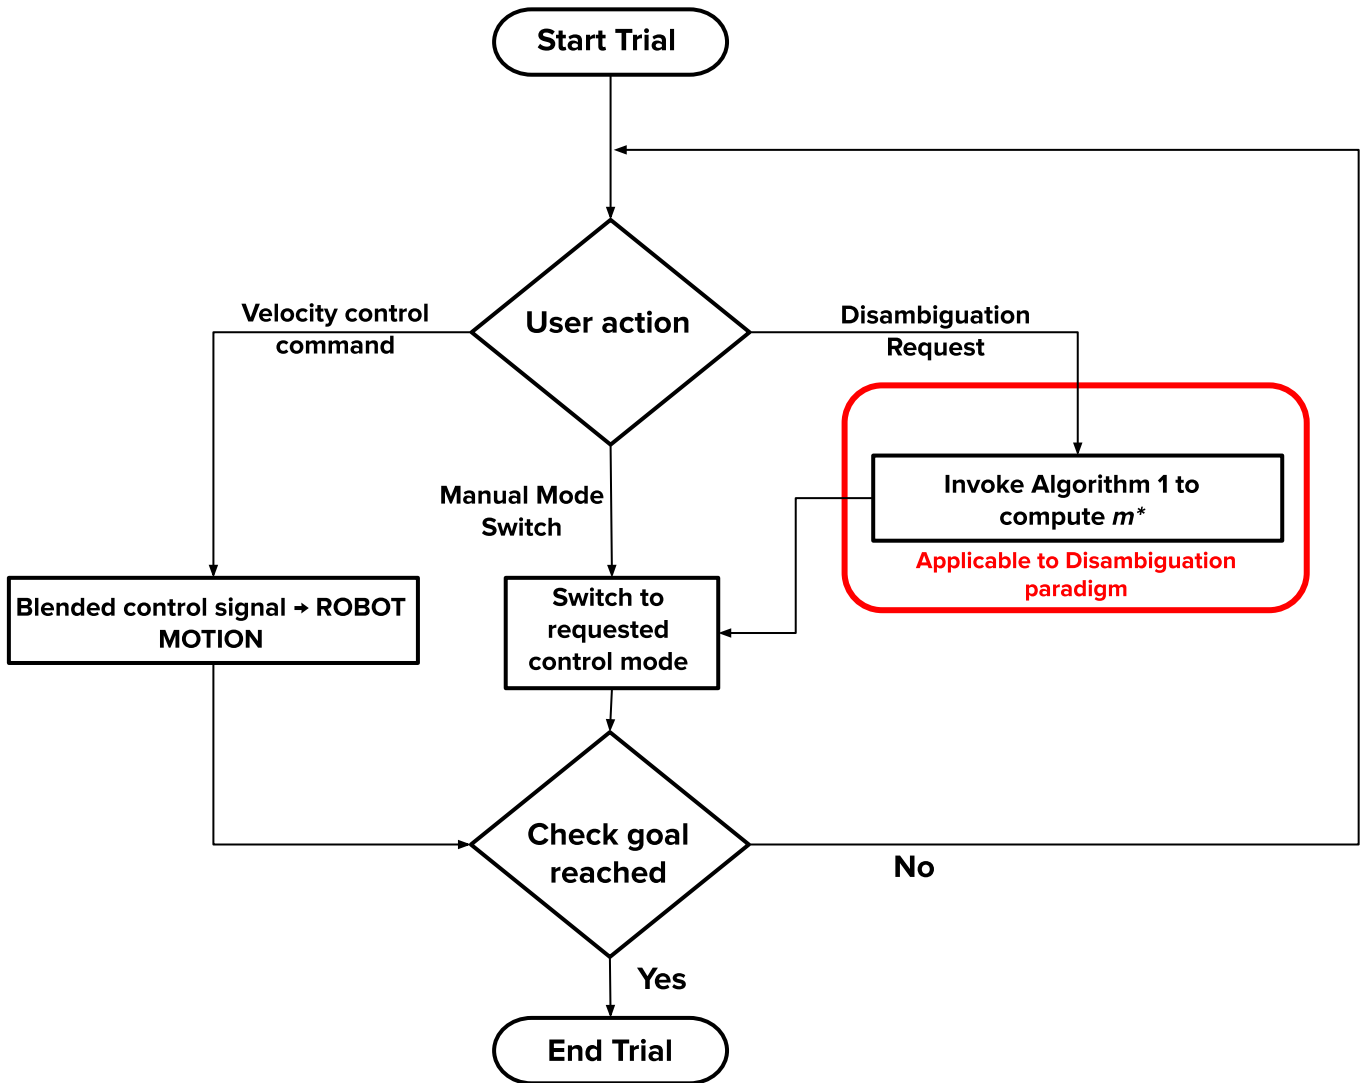 Start Trial
User action
Velocity control
command
Disambiguation
Request
Manual Mode
Switch
Invoke Algorithm 1 to
compute m*
Applicable to Disambiguation
paradigm
Blended control signal → ROBOT
MOTION
Switch to
requested
control mode
Check goal
reached
No
Yes
End Trial